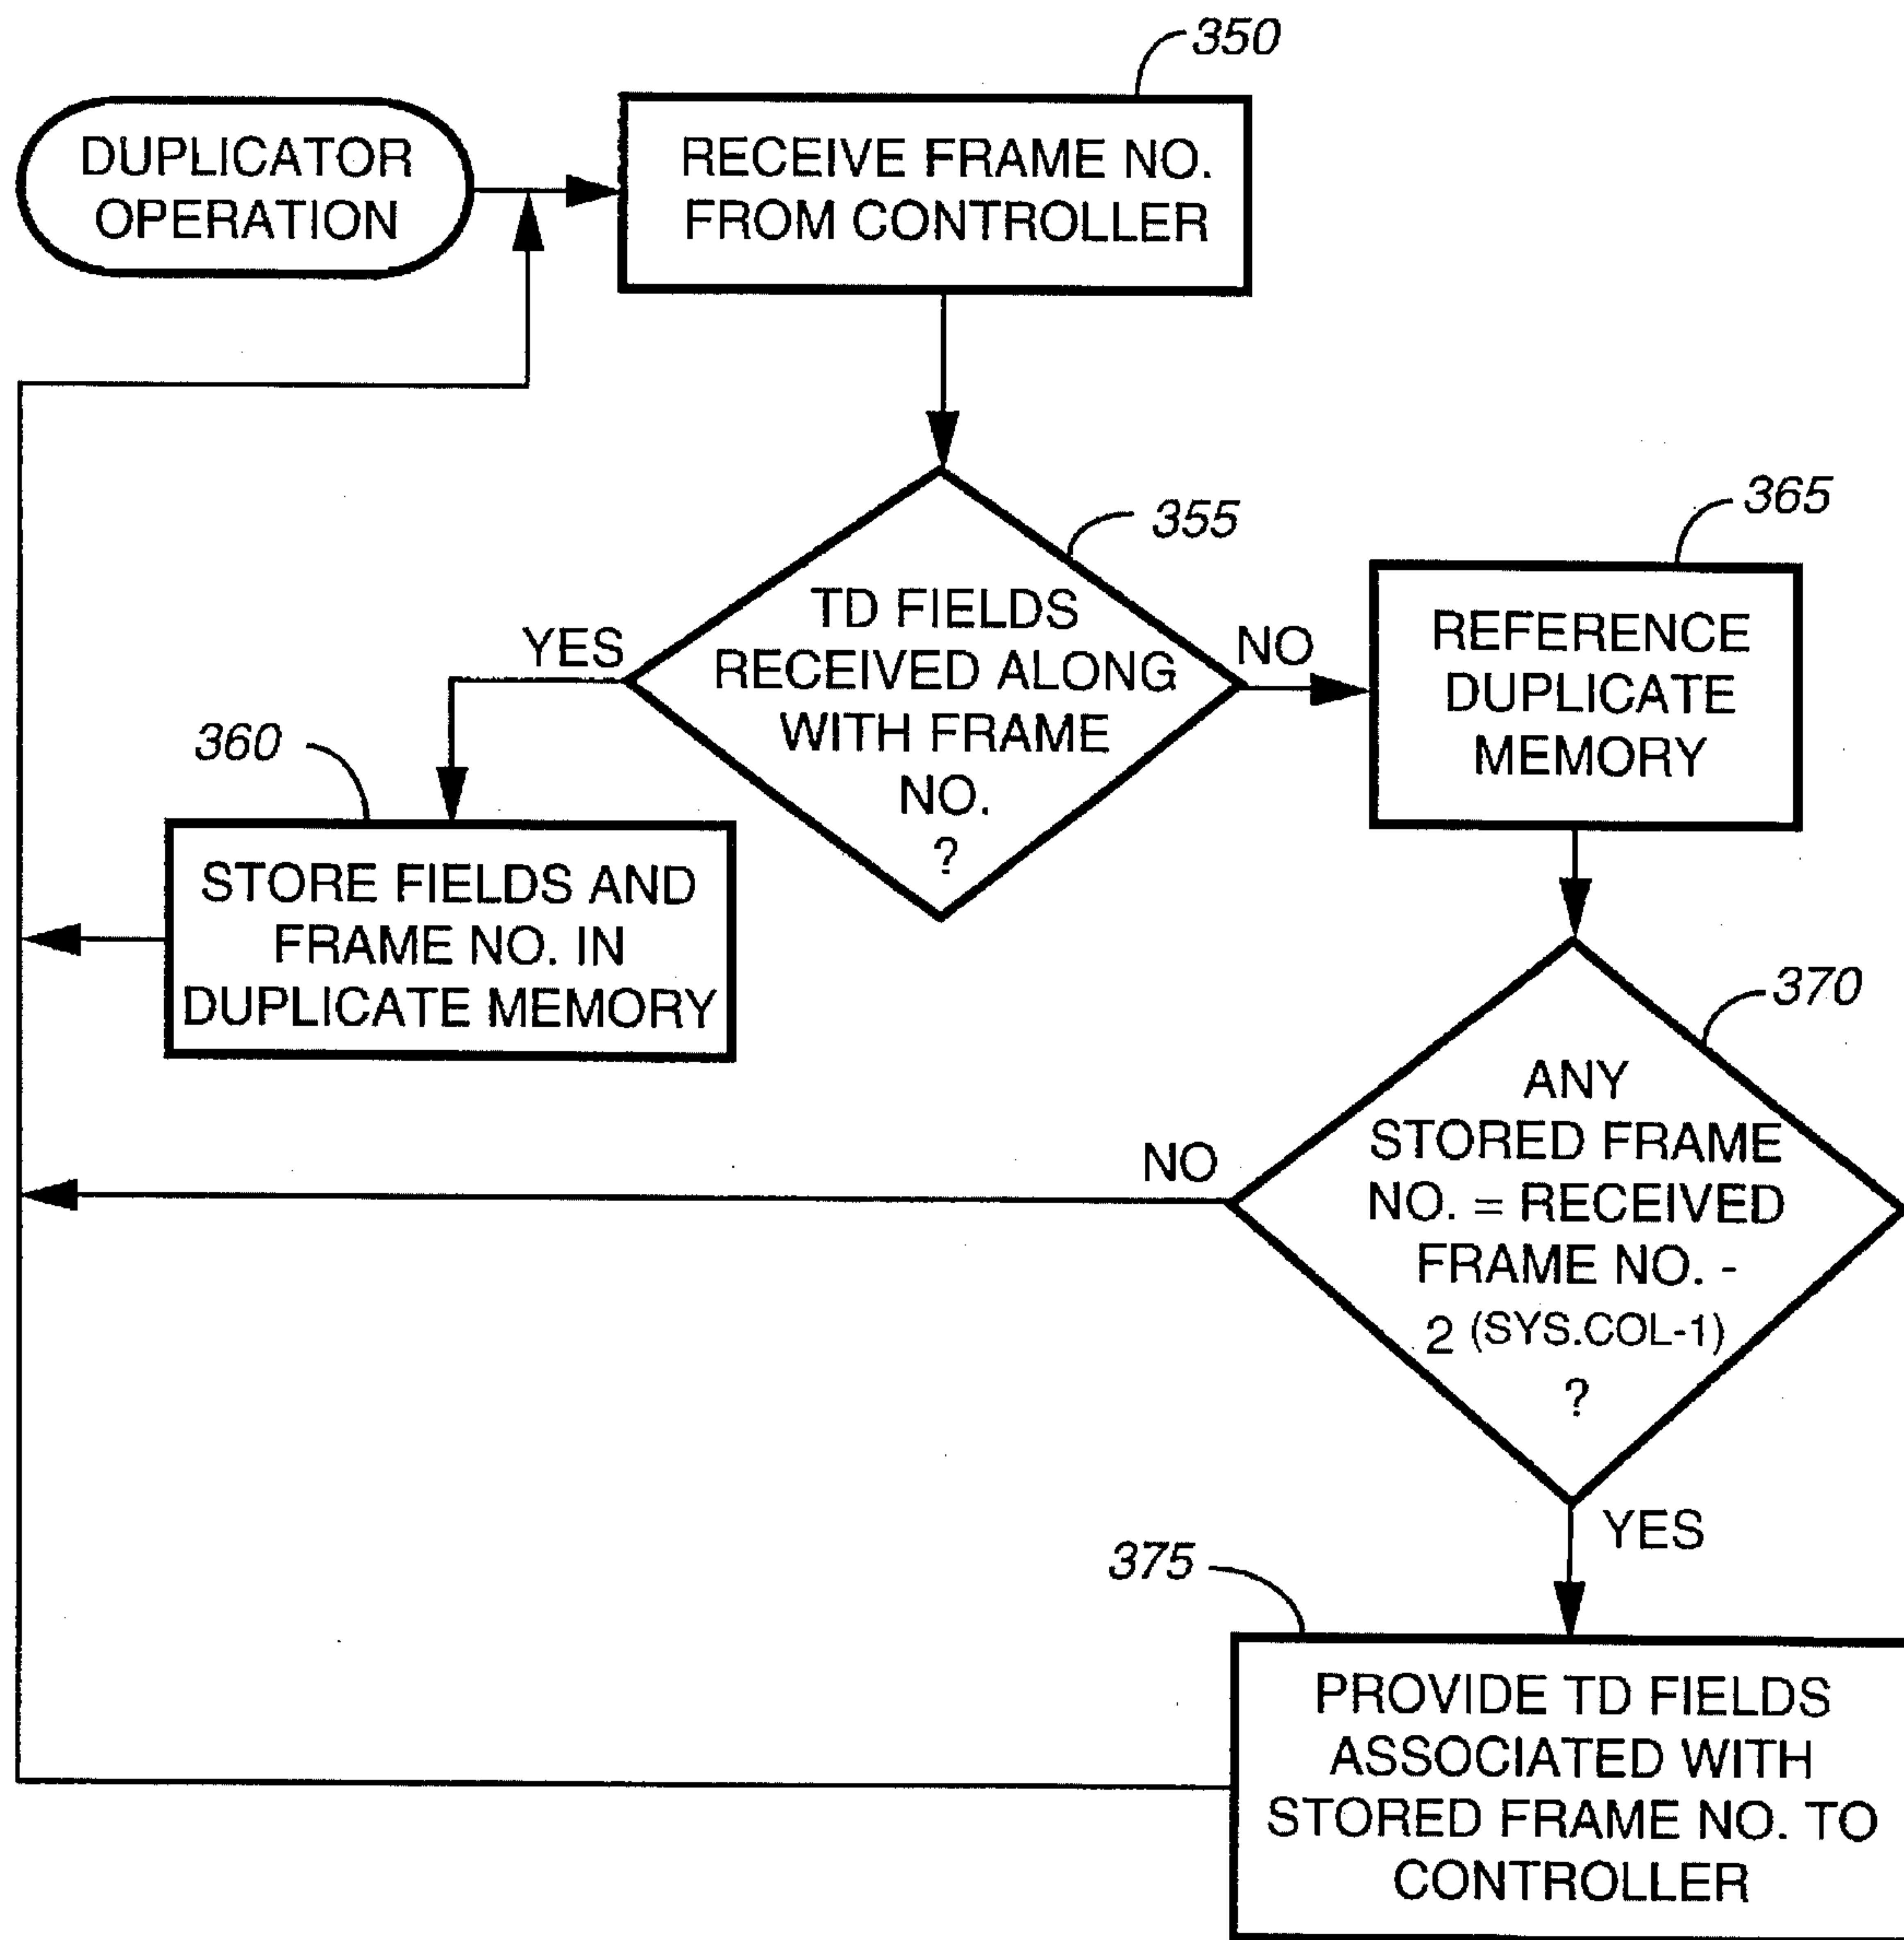 350
DUPLICATOR
OPERATION
RECEIVE FRAME NO.
FROM CONTROLLER
355
TD FIELDS
RECEIVED ALONG
WITH FRAME
NO.
?
YES
NO
365
REFERENCE
DUPLICATE
MEMORY
360
STORE FIELDS AND
FRAME NO. IN
DUPLICATE MEMORY
370
ANY
STORED FRAME
NO. = RECEIVED
FRAME NO. -
2 (SYS.COL-1)
?
NO
YES
375
PROVIDE TD FIELDS
ASSOCIATED WITH
STORED FRAME NO. TO
CONTROLLER